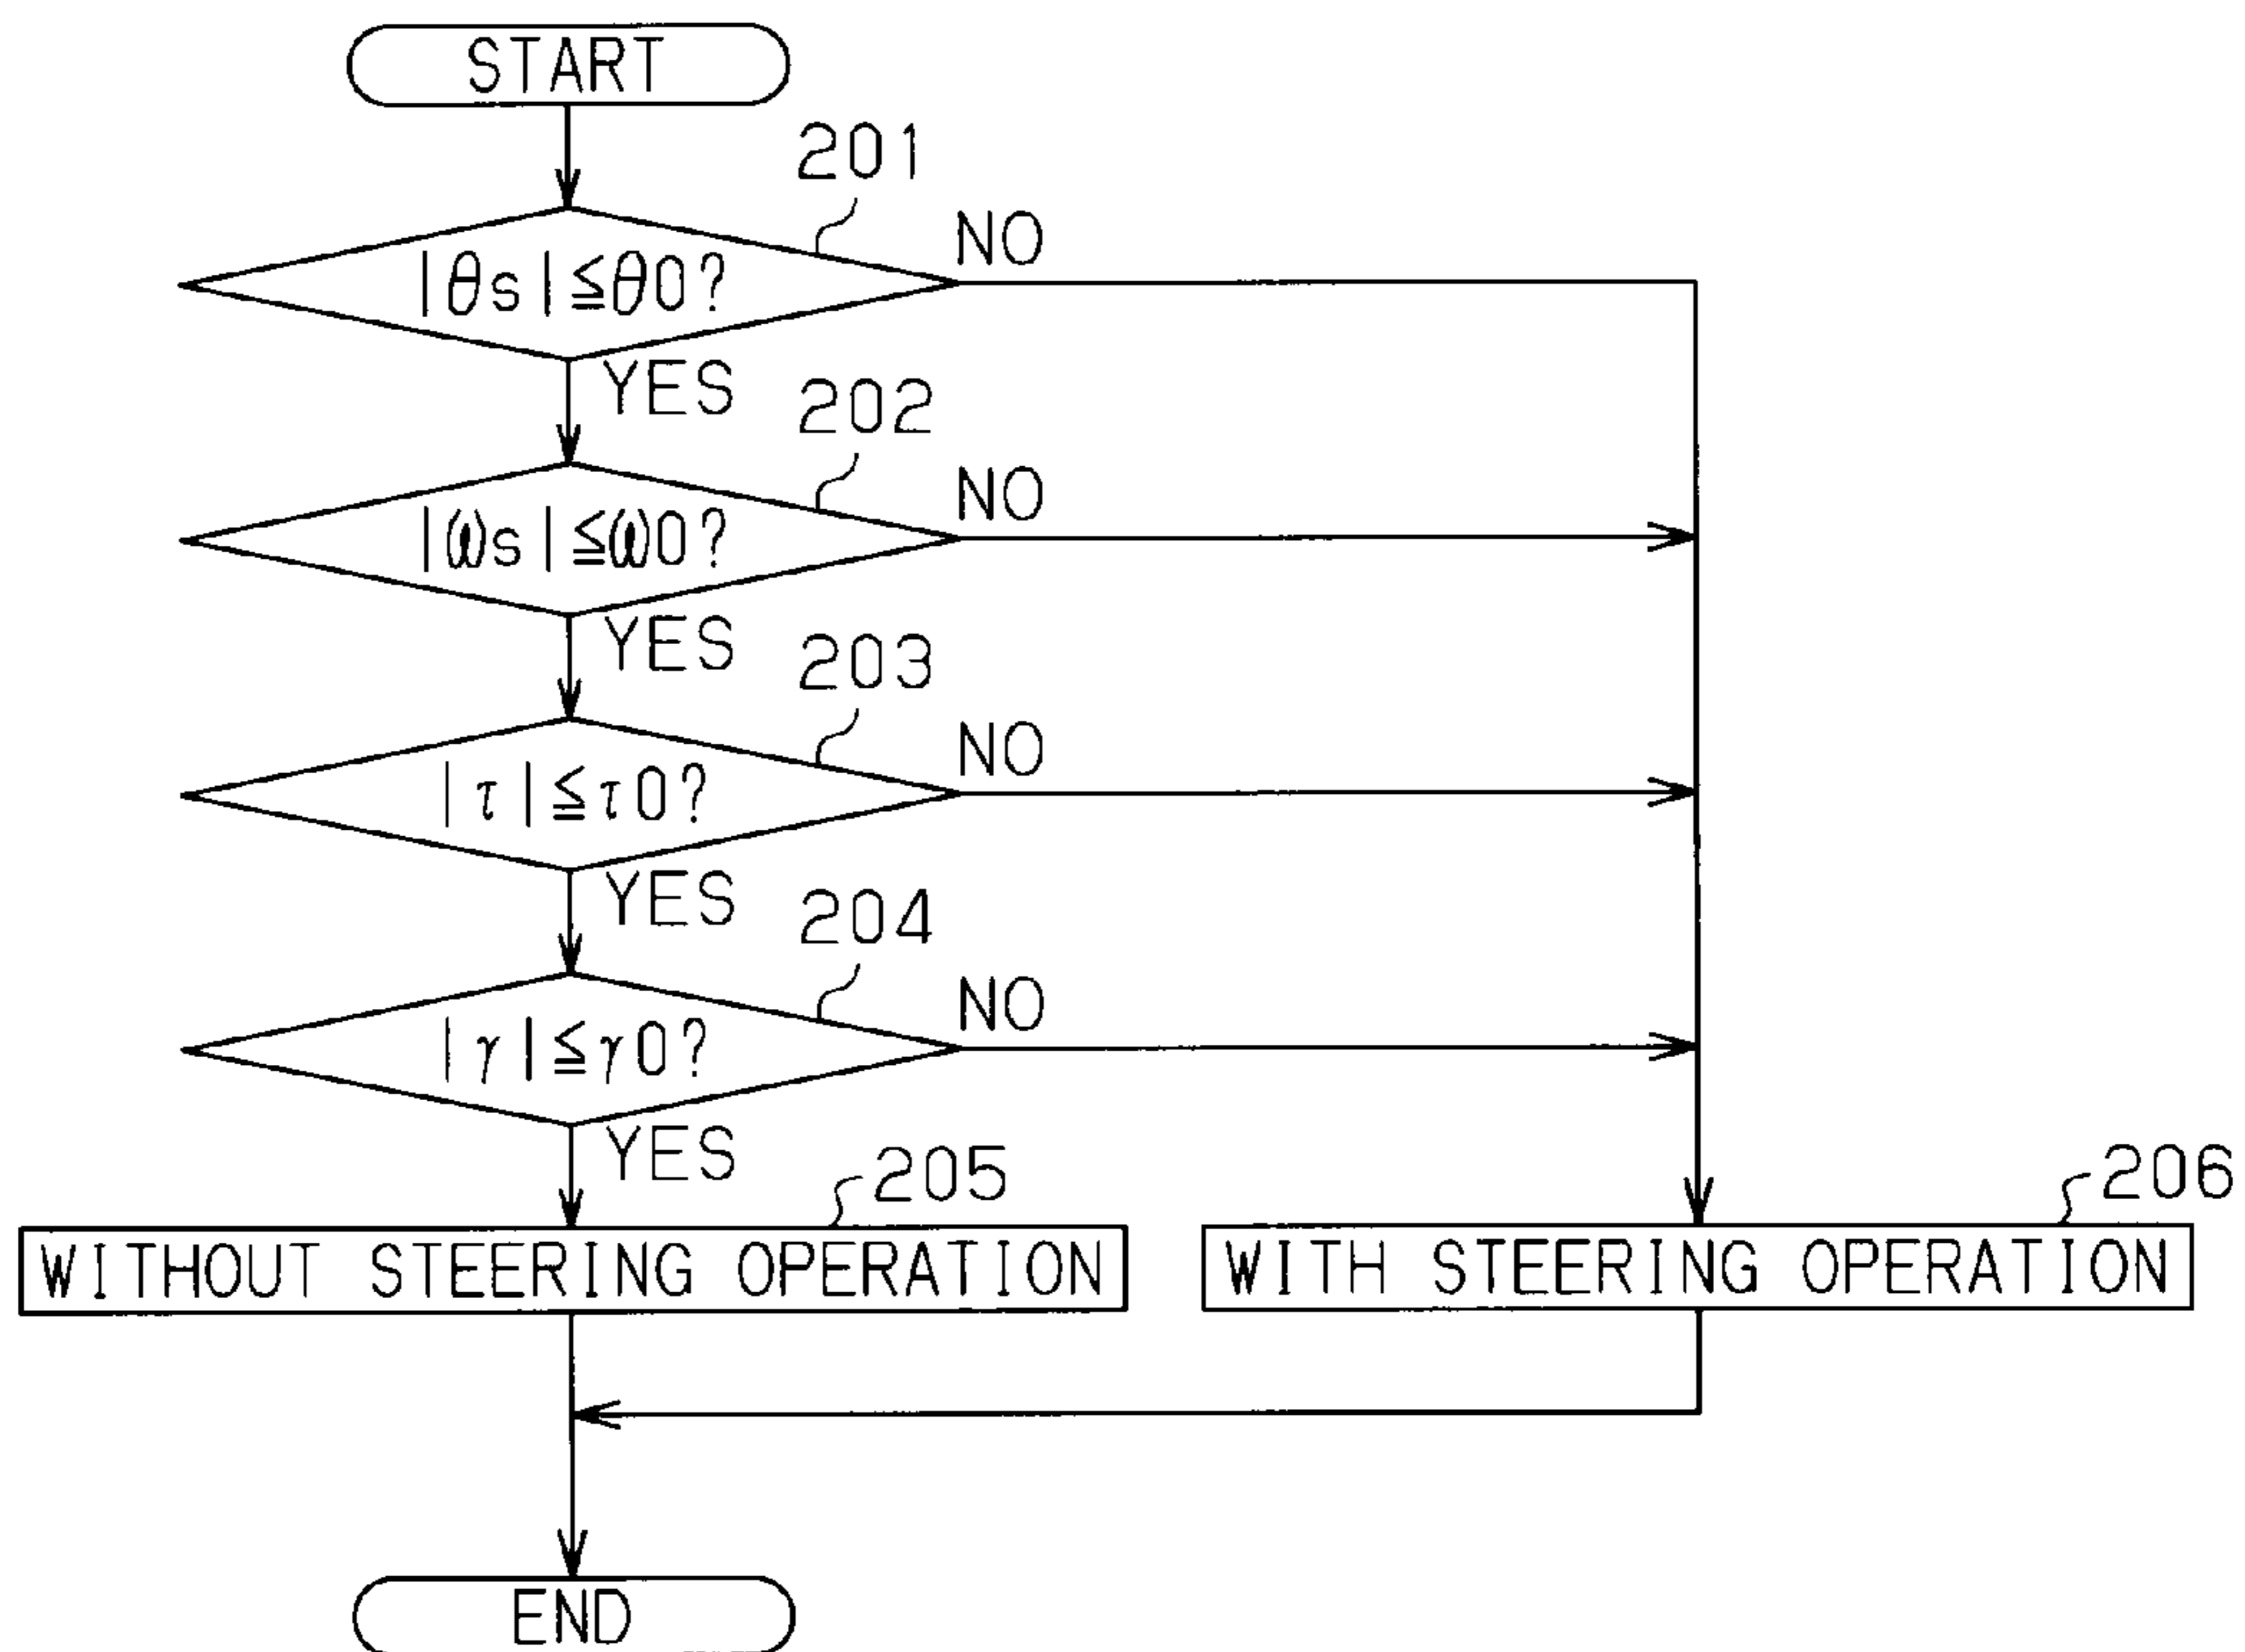 START
201
|θs|≦θ0?
NO
YES
202
|ωs|≦ω0?
NO
YES
203
|τ|≦τ0?
NO
YES
204
|γ|≦γ0?
NO
YES
205
206
WITHOUT STEERING OPERATION
WITH STEERING OPERATION
END